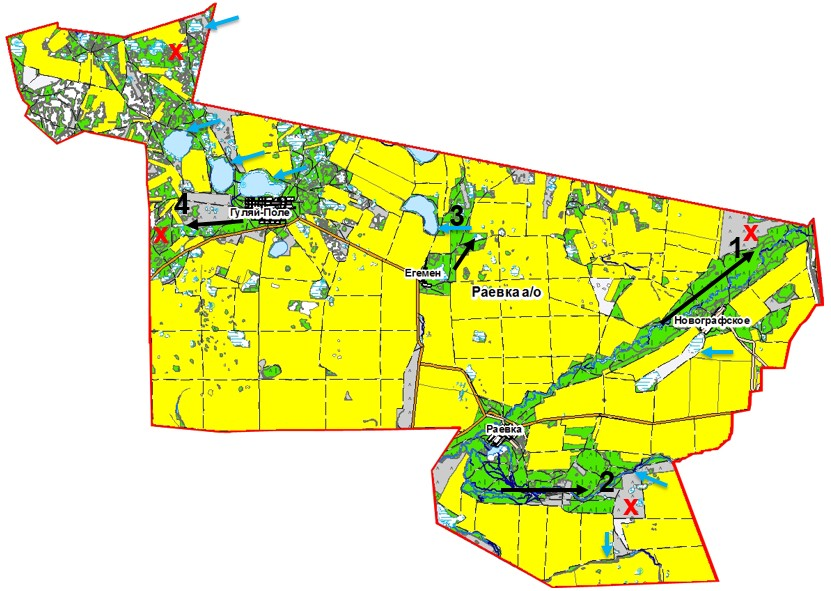 X
4
Гуляй-Поле
X
3
X
1
Егемен
Раевка а/о
Новографское
Раевка
2
X